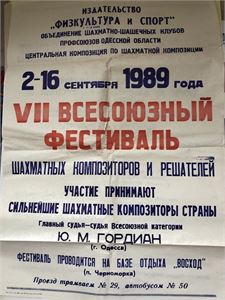 ИЗДАТЕЛЬСТВО
"ФИЗКУЛЬТУРА И СПОРТ"
ОБЪЕДИНЕНИЕ ШАХМАТНО-ШАШЕЧНЫХ КЛУБОВ
ПРОФСОЮЗОВ ОДЕССКОЙ ОБЛАСТИ
ЦЕНТРАЛЬНАЯ КОМПОЗИЦИЯ ПО ШАХМАТНОЙ КОМПОЗИЦИИ
2-16 СЕНТЯБРЯ 1989 ГОДА
VII ВСЕСОЮЗНЫЙ
ФЕСТИВАЛЬ
ШАХМАТНЫХ КОМПОЗИТОРОВ И РЕШАТЕЛЕЙ
УЧАСТИЕ ПРИНИМАЮТ
СИЛЬНЕЙШИЕ ШАХМАТНЫЕ КОМПОЗИТОРЫ СТРАНЫ
Главный судья-судья Всесоюзной категории
Ю. М. ГОРДИАН
(г. Одесса)
ФЕСТИВАЛЬ ПРОВОДИТСЯ НА БАЗЕ ОТДЫХА „ВОСХОД"
(п. Черноморка)
Проезд трамваем № 29, автобусом № 50